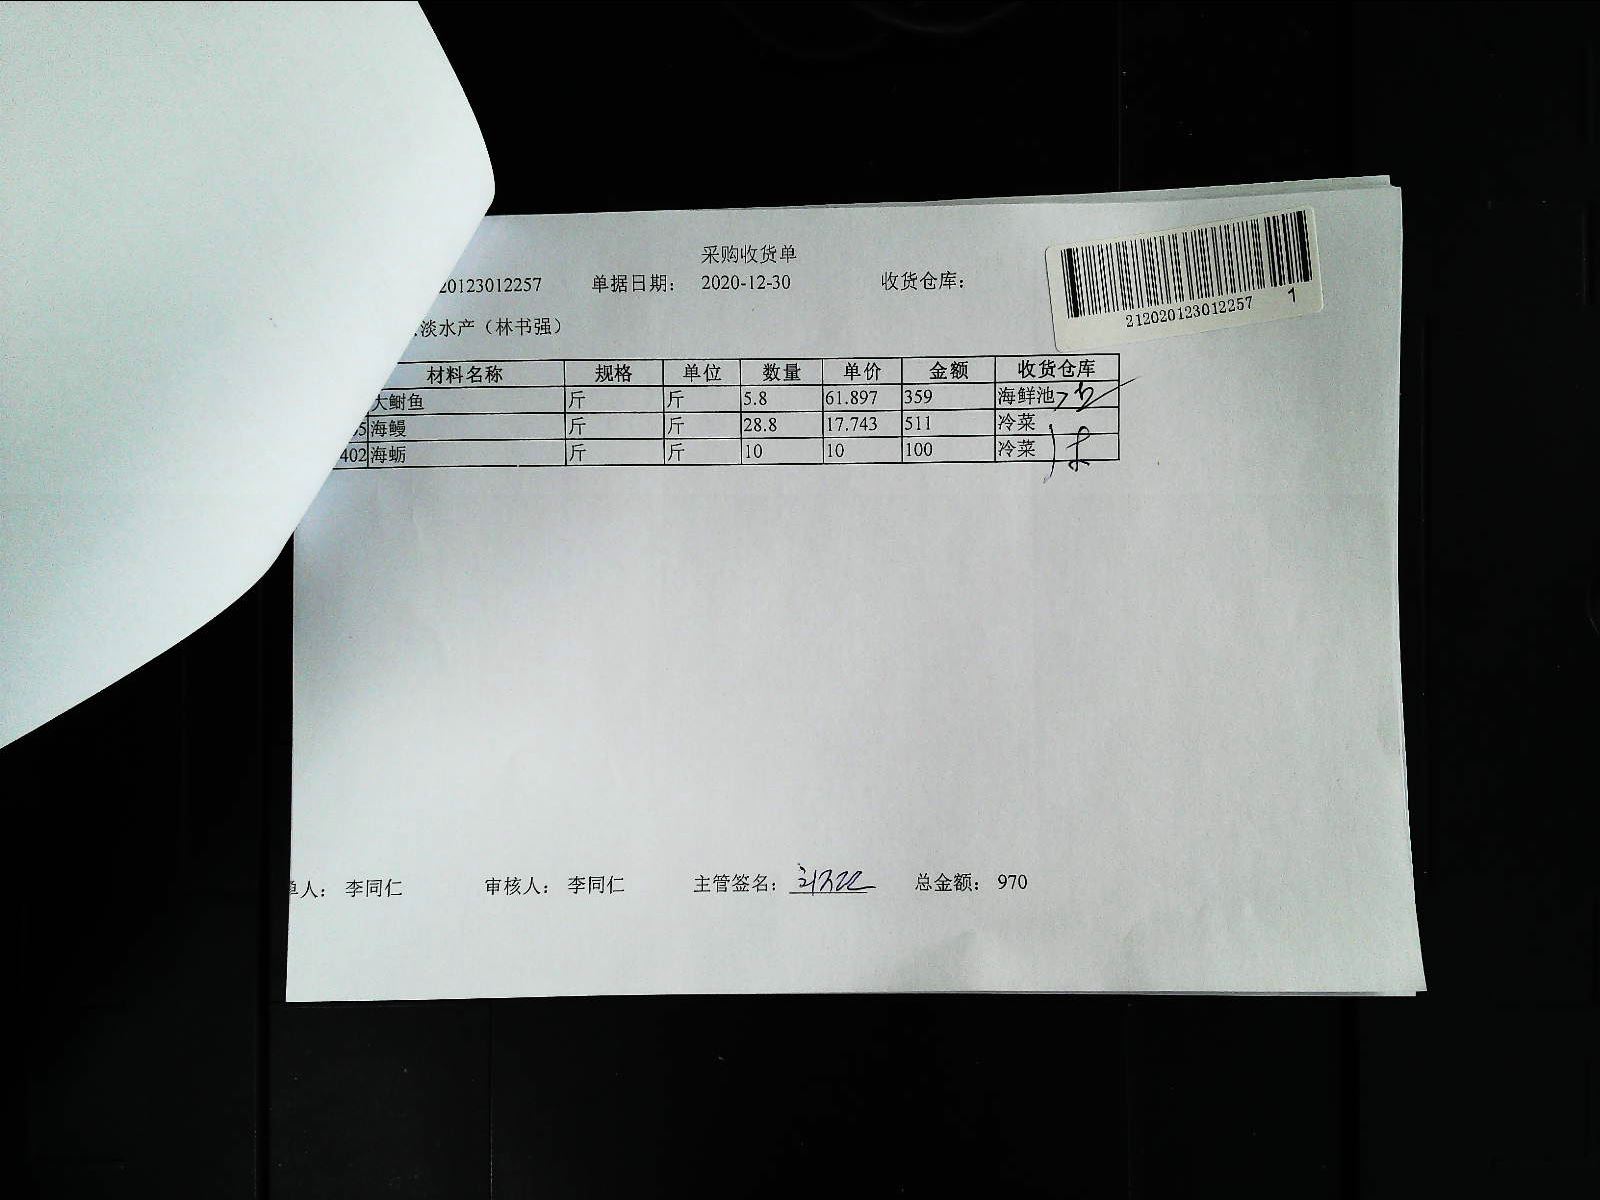 采购收货单
20123012257 单据日期: 2020-12-30 收货仓库:
212020123012257 1
淡水产（林书强）
材料名称 规格 单位 数量 单价 金额 收货仓库
大鲥鱼 斤 斤 5.8 61.897 359 海鲜池
5海鳗 斤 斤 28.8 17.743 511 冷菜
402海蛎 斤 斤 10 10 100 冷菜
单人: 李同仁 审核人: 李同仁 主管签名: 总金额: 970